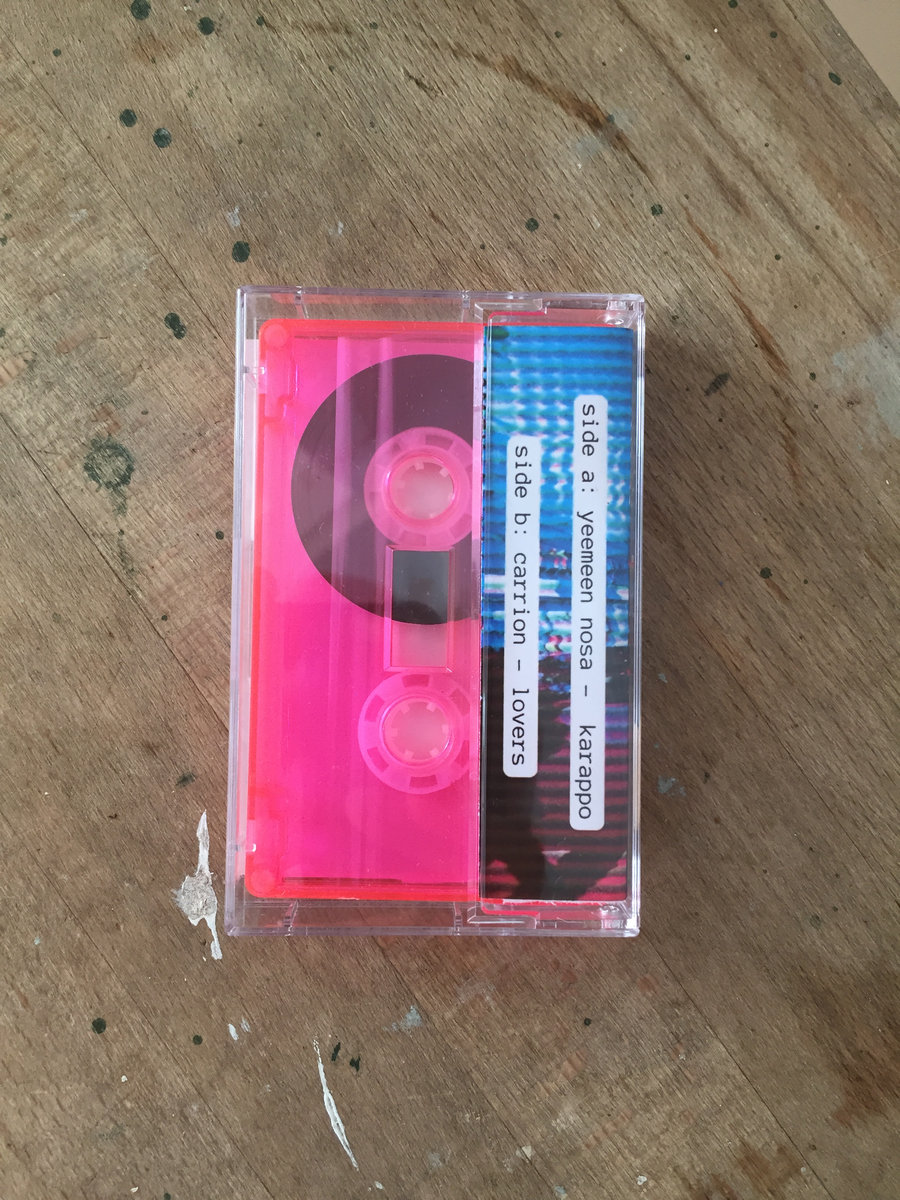 side a: yeemeen nosa - karappo
side b: carrion - lovers